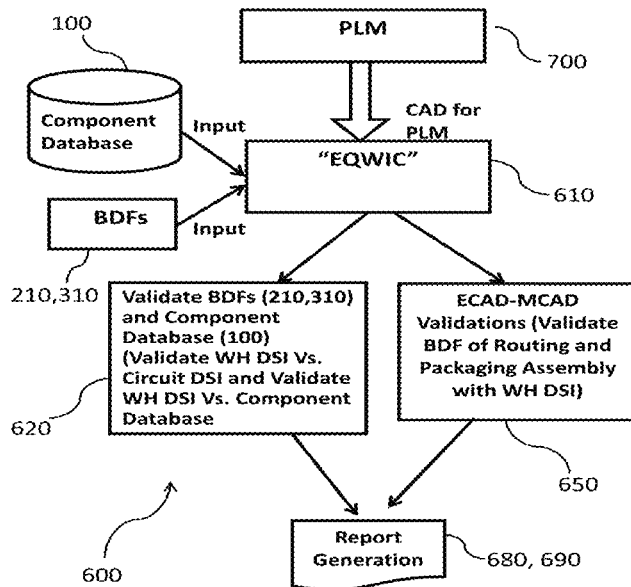 100
PLM
700
Component
Database
Input
CAD for
PLM
"EQWIC"
610
BDFs
Input
210,310
Validate BDFs (210,310)
and Component
Database (100)
(Validate WH DSI Vs.
Circuit DSI and Validate
WH DSI Vs. Component
Database
620
ECAD-MCAD
Validations (Validate
BDF of Routing and
Packaging Assembly
with WH DSI)
650
600
Report
Generation
680, 690